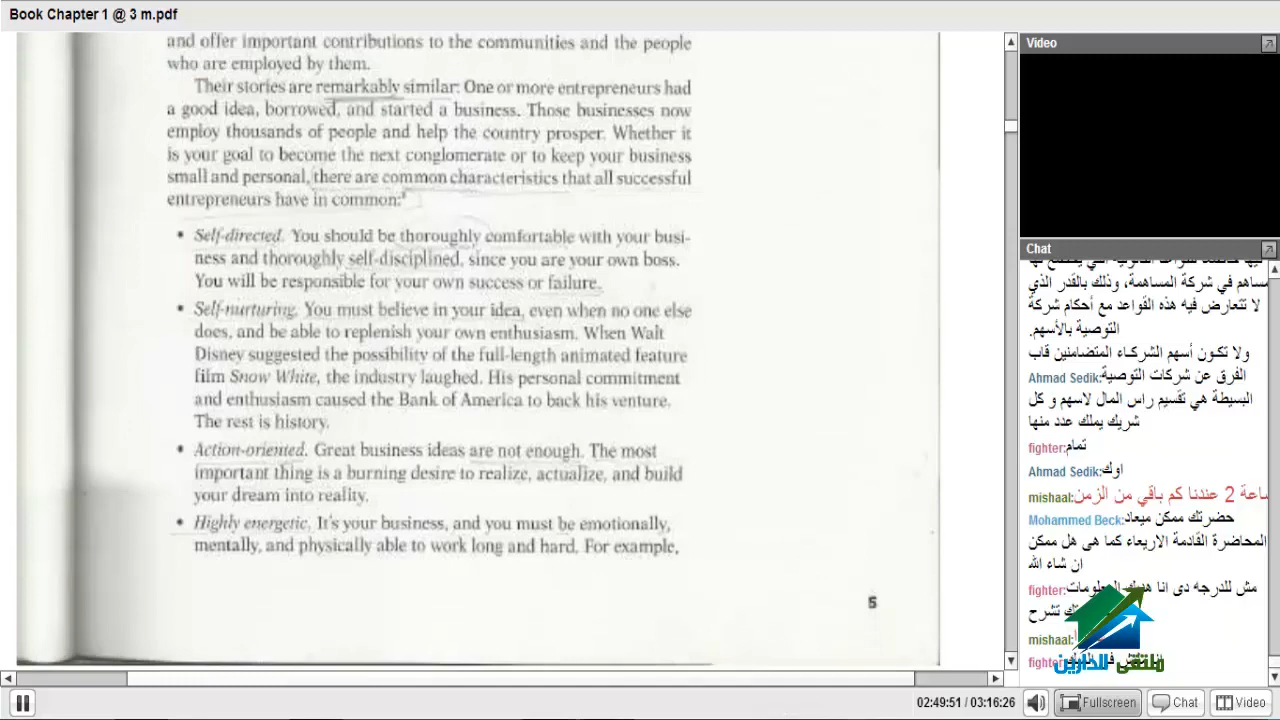 Book Chapter 1 @ 3 m.pdf
and offer important contributions to the communities and the people
who are employed by them.
Their stories are remarkably similar: One or more entrepreneurs had
a good idea, borrowed, and started a business. Those businesses now
employ thousands of people and help the country prosper. Whether it
is your goal to become the next conglomerate or to keep your business
small and personal, there are common characteristics that all successful
entrepreneurs have in common:
• Self-directed. You should be thoroughly comfortable with your busi-
ness and thoroughly self-disciplined, since you are your own boss.
You will be responsible for your own success or failure.
• Self-nurturing. You must believe in your idea, even when no one else
does, and be able to replenish your own enthusiasm. When Walt
Disney suggested the possibility of the full-length animated feature
film Snow White, the industry laughed. His personal commitment
and enthusiasm caused the Bank of America to back his venture.
The rest is history.
• Action-oriented. Great business ideas are not enough. The most
important thing is a burning desire to realize, actualize, and build
your dream into reality.
• Highly energetic. It's your business, and you must be emotionally,
mentally, and physically able to work long and hard. For example,
5
Video
Chat
مساهم في شركة المساهمة، وذلك بالقدر الذي
لا تتعارض فيه هذه القواعد مع أحكام شركة
التوصية بالأسهم.
ولا تكون أسهم الشركاء المتضامنين قاب
Ahmad Sedik: الفرق عن شركات التوصية
البسيطة هي تقسيم راس المال لاسهم و كل
شريك يملك عدد منها
fighter: تمام
Ahmad Sedik: اوك
mishaal: ساعة 2 عندنا كم باقي من الزمن
Mohammed Beck: حضرتك ممكن ميعاد
المحاضرة القادمة الاربعاء كما هى هل ممكن
ان شاء الله
fighter: مش للدرجه دى انا المعلومات
تشرح
mishaal:
fighter:
ملتقى الدارين
02:49:51 / 03:16:26
Fullscreen
Chat
Video